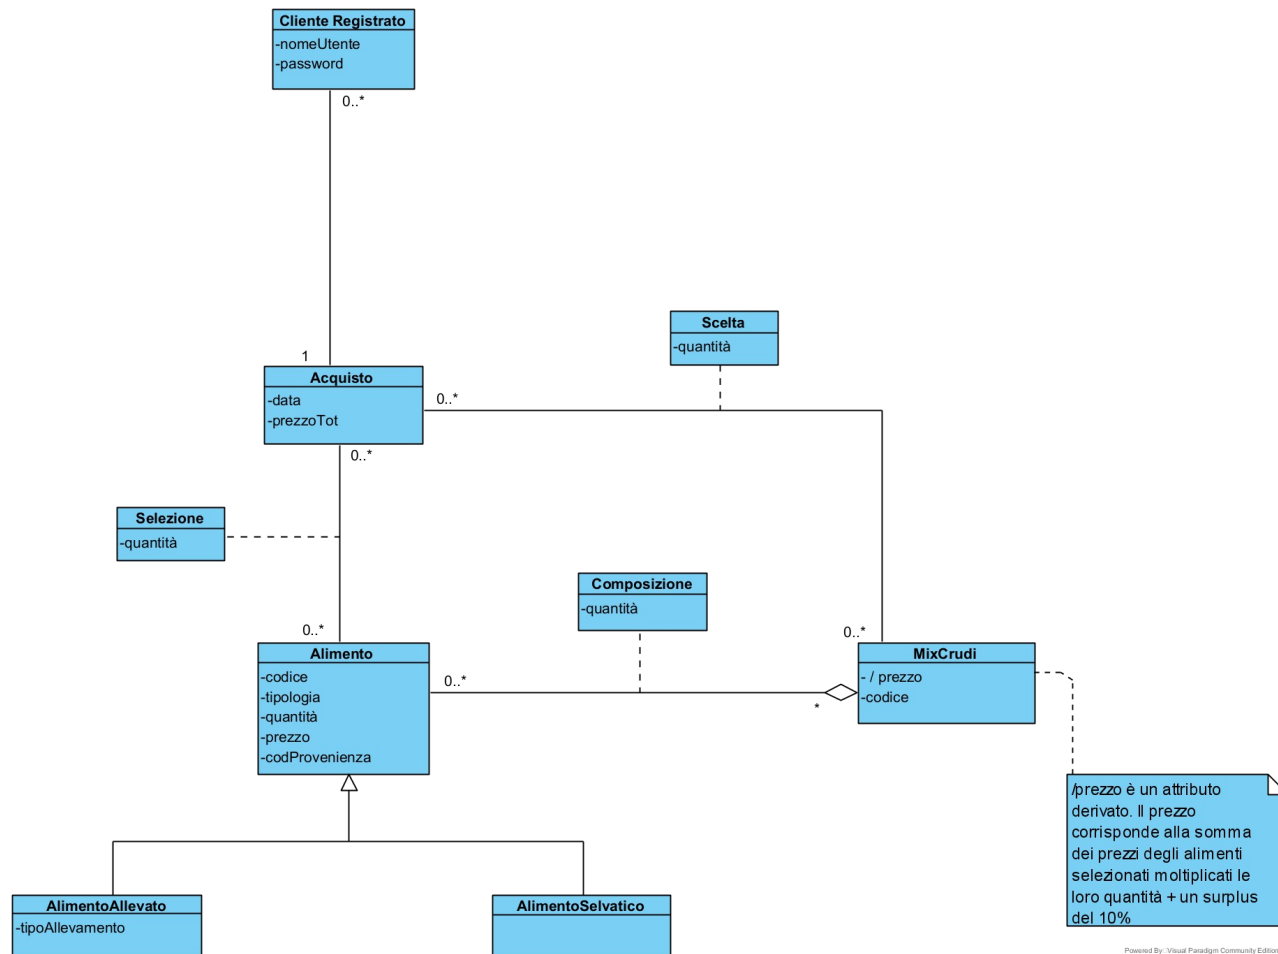 Cliente Registrato
-nomeUtente
-password
0..*
1
Acquisto
-data
-prezzoTot
0..*
0..*
Scelta
-quantità
Selezione
-quantità
0..*
Composizione
-quantità
0..*
Alimento
-codice
-tipologia
-quantità
-prezzo
-codProvenienza
0..*
*
MixCrudi
- / prezzo
-codice
/prezzo è un attributo
derivato. Il prezzo
corrisponde alla somma
dei prezzi degli alimenti
selezionati moltiplicati le
loro quantità + un surplus
del 10%
AlimentoAllevato
-tipoAllevamento
AlimentoSelvatico
Powered By: Visual Paradigm Community Edition